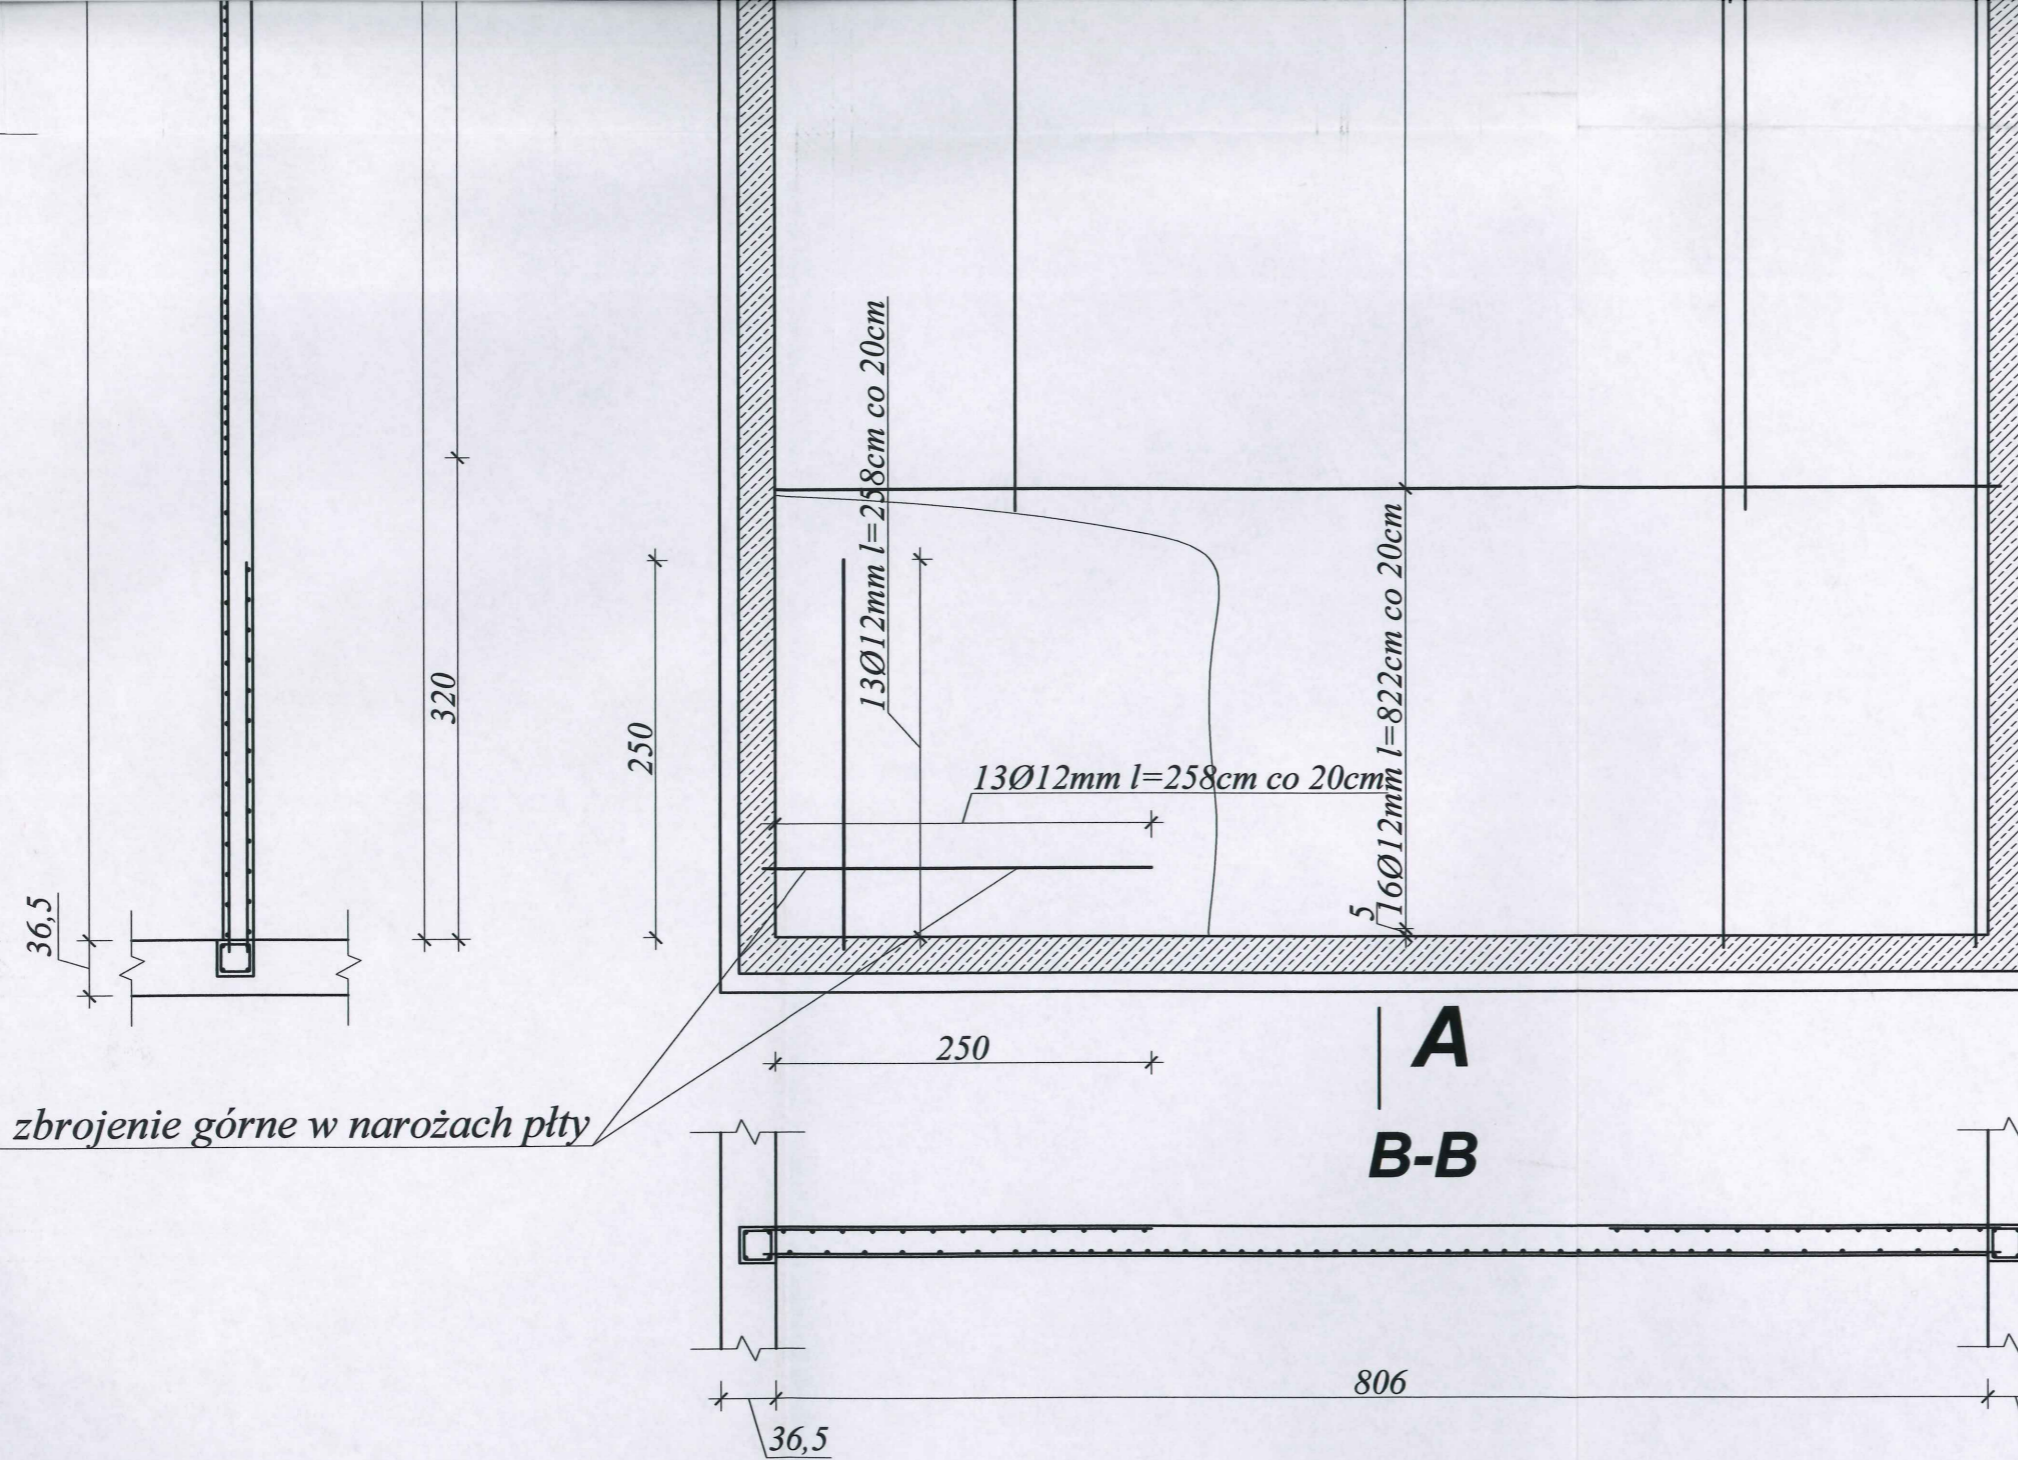 13Ø12mm l=258cm co 20cm
16Ø12mm l=822cm co 20cm
5
320
250
13Ø12mm l=258cm co 20cm
36,5
250
A
zbrojenie górne w narożach płty
B-B
806
36,5